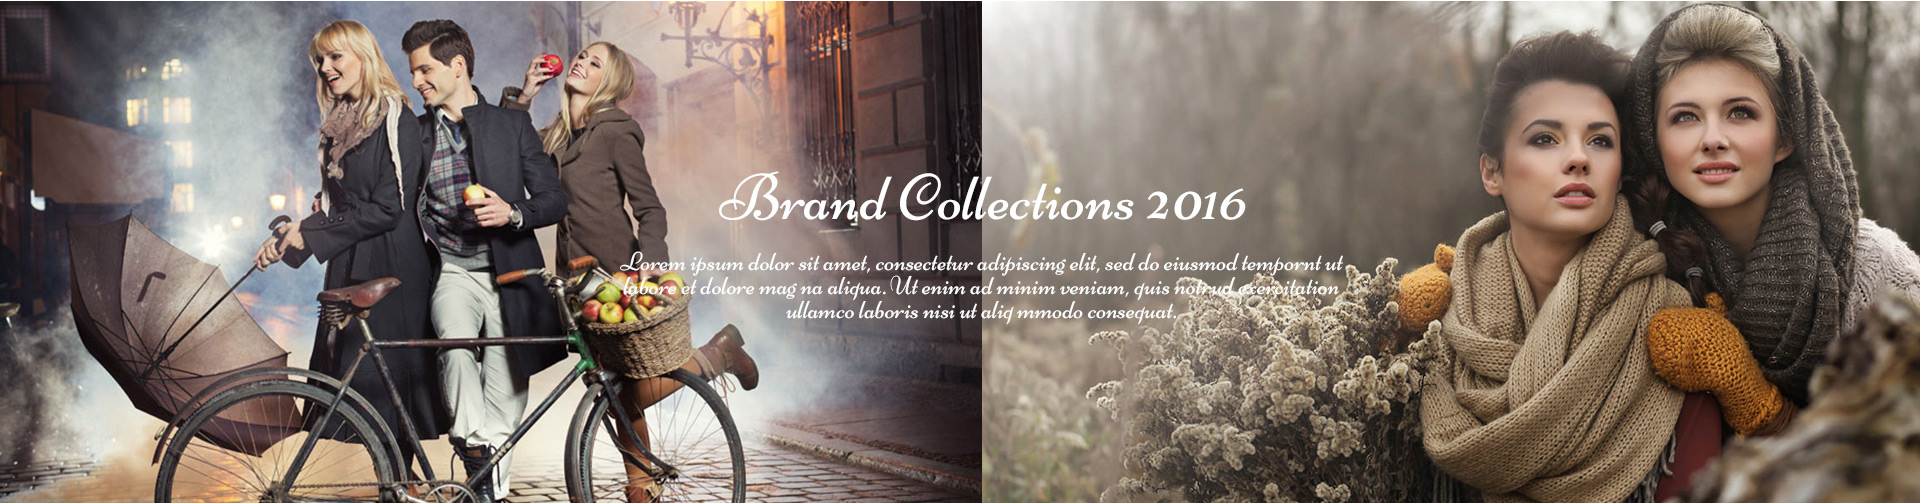 Brand Collections 2016
Lorem ipsum dolor sit amet, consectetur adipiscing elit, sed do eiusmod tempornt ut
labore et dolore mag na aliqua. Ut enim ad minim veniam, quis notrud exercitation
ullamco laboris nisi ut aliq mmodo consequat.